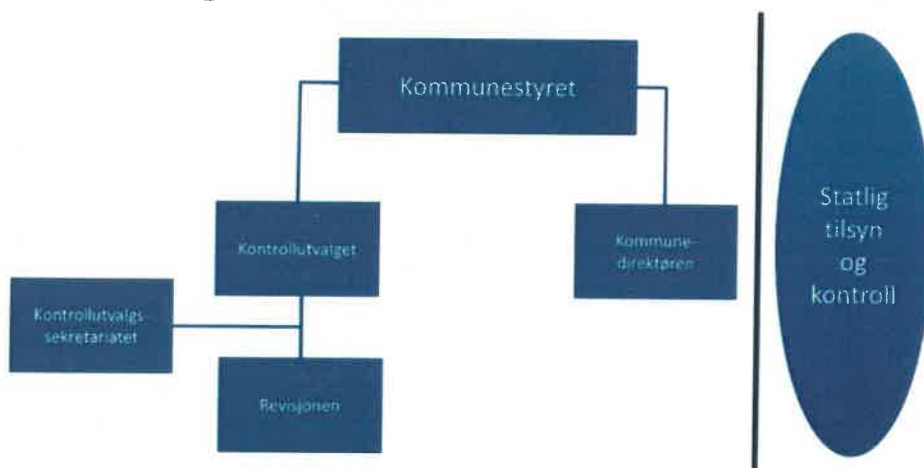 Kommunestyret
Kontrollutvalget
Kommune-
direktøren
Kontrollutvalgs
sekretariatet
Revisjonen
Statlig
tilsyn
og
kontroll